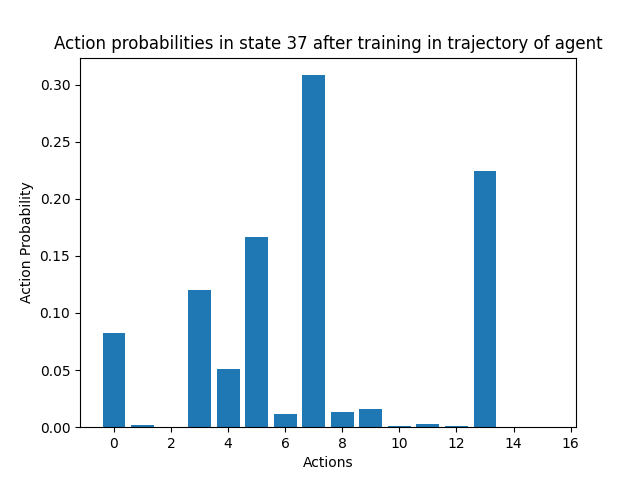 Action probabilities in state 37 after training in trajectory of agent
0.30
0.25
0.20
0.15
0.10
0.05
0.00
Action Probability
0 2 4 6 8 10 12 14 16
Actions